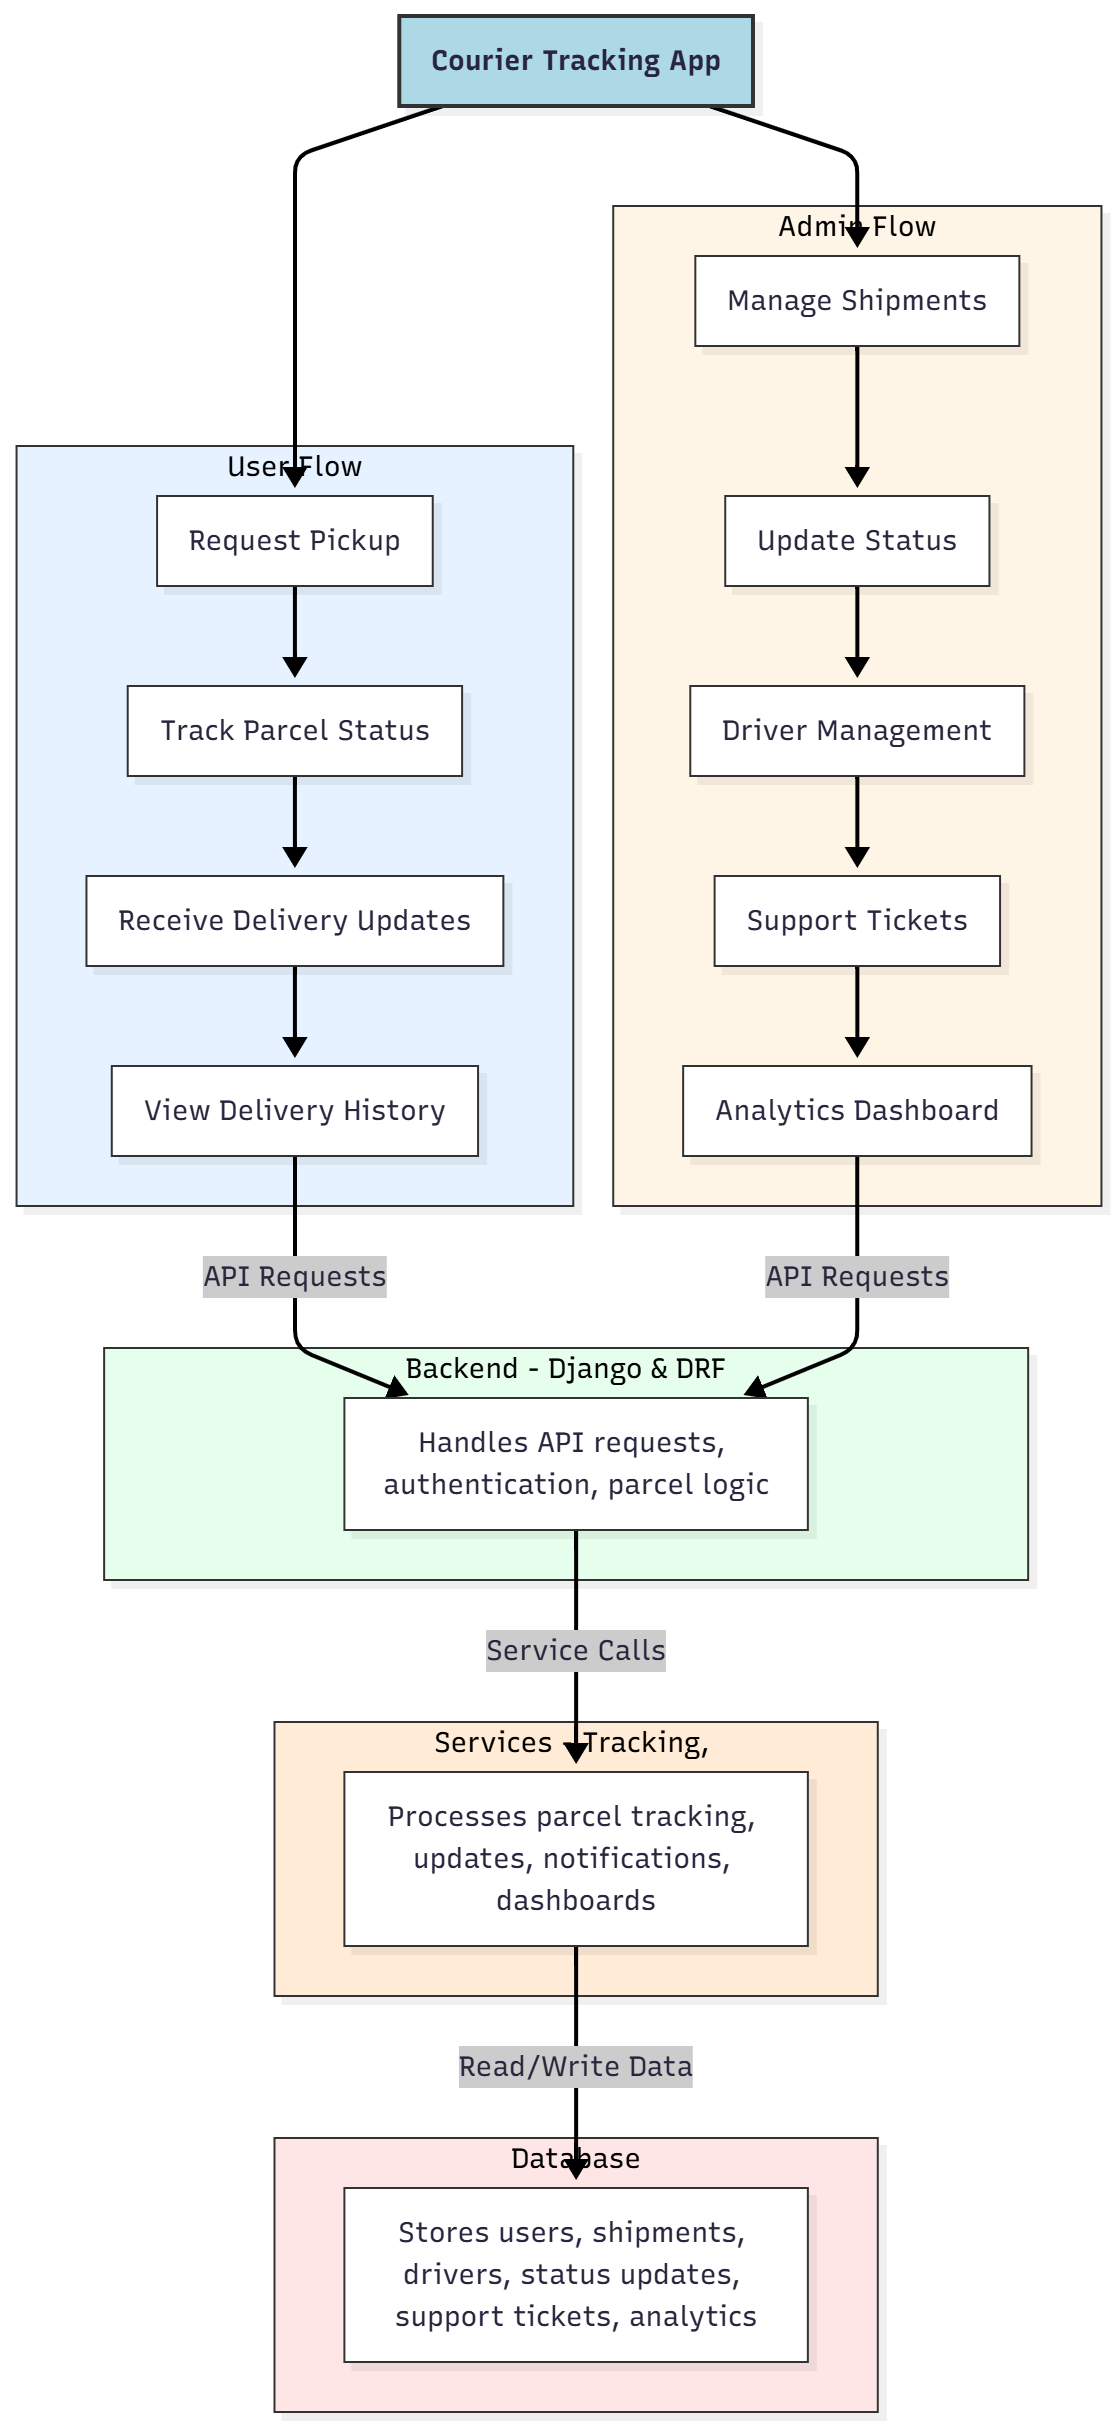 Courier Tracking App
Admin Flow
Manage Shipments
User Flow
Request Pickup
Update Status
Track Parcel Status
Driver Management
Receive Delivery Updates
Support Tickets
View Delivery History
Analytics Dashboard
API Requests
API Requests
Backend - Django & DRF
Handles API requests,
authentication, parcel logic
Service Calls
Services - Tracking,
Processes parcel tracking,
updates, notifications,
dashboards
Read/Write Data
Database
Stores users, shipments,
drivers, status updates,
support tickets, analytics